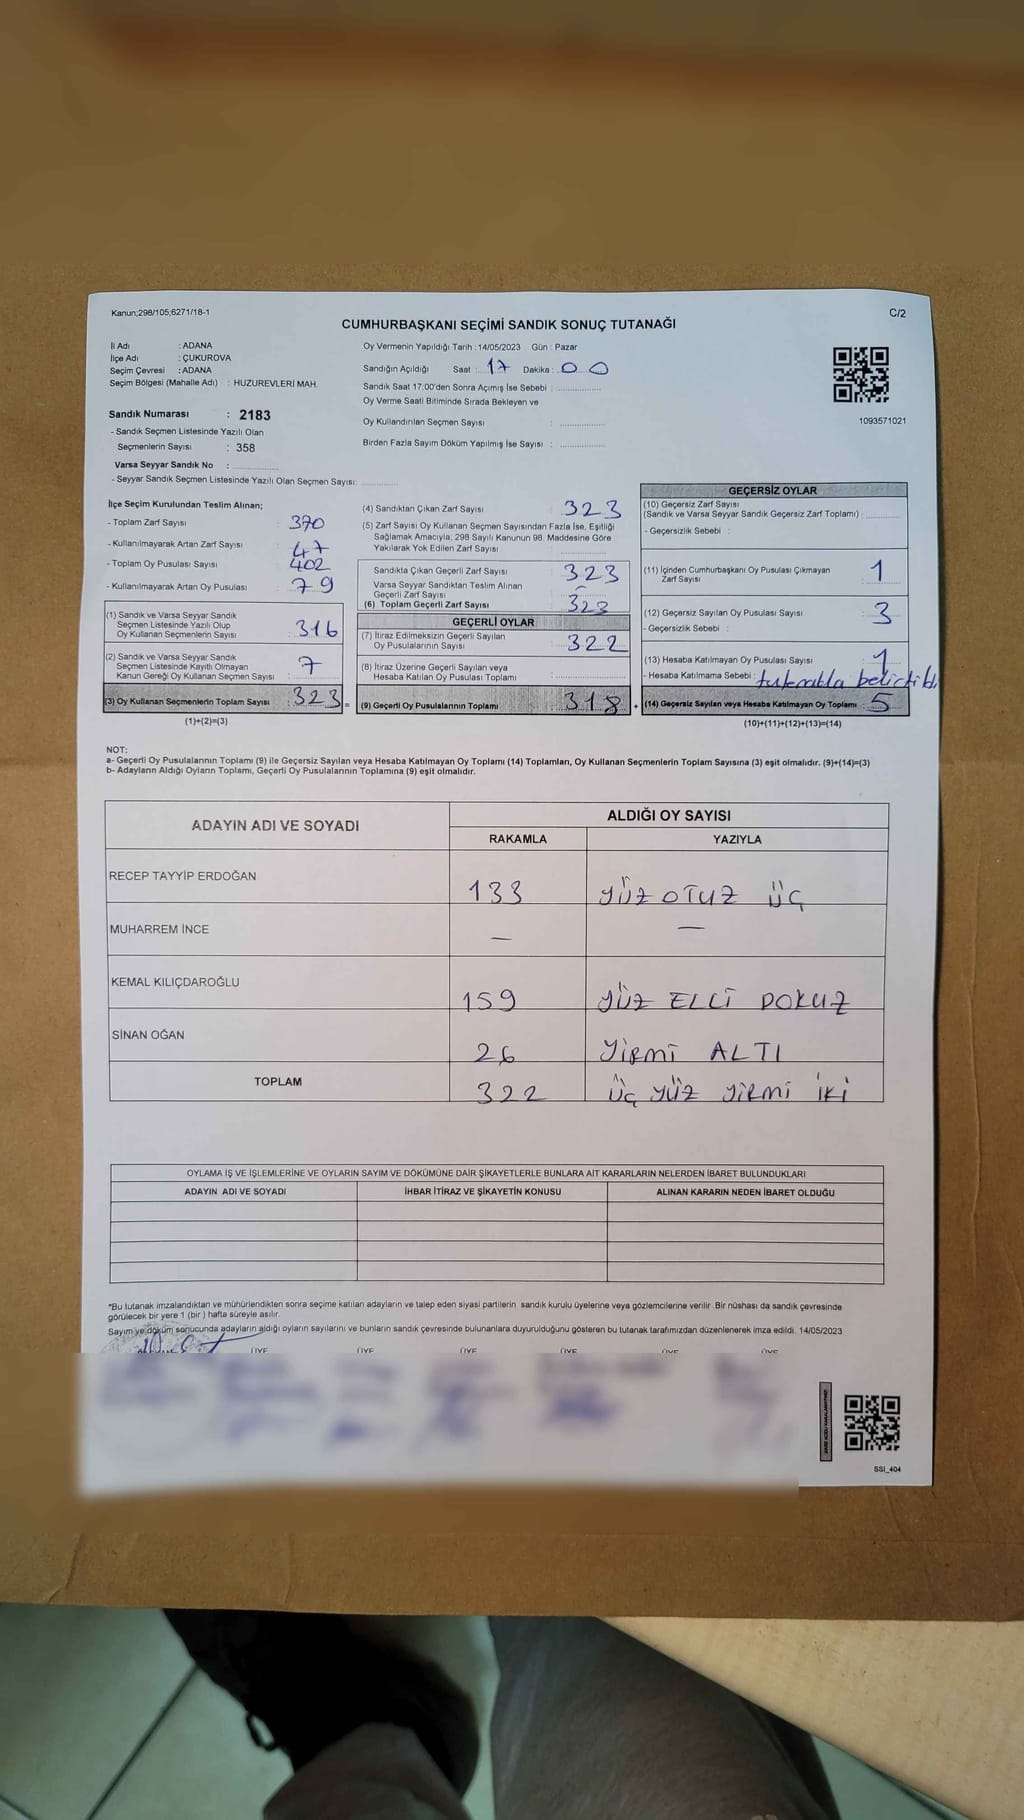 Kanun;298/105;6271/18-1
C/2
CUMHURBAŞKANI SEÇİMİ SANDIK SONUÇ TUTANAĞI
İl Adı : ADANA
İlçe Adı : ÇUKUROVA
Seçim Çevresi : ADANA
Seçim Bölgesi (Mahalle Adı) : HUZUREVLERİ MAH.
Sandık Numarası : 2183
- Sandık Seçmen Listesinde Yazılı Olan
Seçmenlerin Sayısı : 358
Varsa Seyyar Sandık No :
- Seyyar Sandık Seçmen Listesinde Yazılı Olan Seçmen Sayısı:
Oy Vermenin Yapıldığı Tarih : 14/05/2023 Gün : Pazar
Sandığın Açıldığı Saat : 17 Dakika : 00
Sandık Saat 17:00'den Sonra Açımış İse Sebebi :
Oy Verme Saati Bitiminde Sırada Bekleyen ve
Oy Kullandırılan Seçmen Sayısı :
Birden Fazla Sayım Döküm Yapılmış İse Sayısı :
1093571021
İlçe Seçim Kurulundan Teslim Alınan;
- Toplam Zarf Sayısı : 370
- Kullanılmayarak Artan Zarf Sayısı : 47
- Toplam Oy Pusulası Sayısı : 402
- Kullanılmayarak Artan Oy Pusulası : 79
(1) Sandık ve Varsa Seyyar Sandık
Seçmen Listesinde Yazılı Olup
Oy Kullanan Seçmenlerin Sayısı : 316
(2) Sandık ve Varsa Seyyar Sandık
Seçmen Listesinde Kayıtlı Olmayan
Kanun Gereği Oy Kullanan Seçmen Sayısı : 7
(3) Oy Kullanan Seçmenlerin Toplam Sayısı : 323 =
(1)+(2)=(3)
(4) Sandıktan Çıkan Zarf Sayısı : 323
(5) Zarf Sayısı Oy Kullanan Seçmen Sayısından Fazla İse, Eşitliği
Sağlamak Amacıyla, 298 Sayılı Kanunun 98. Maddesine Göre
Yakılarak Yok Edilen Zarf Sayısı :
Sandıkta Çıkan Geçerli Zarf Sayısı : 323
Varsa Seyyar Sandıktan Teslim Alınan
Geçerli Zarf Sayısı : -
(6) Toplam Geçerli Zarf Sayısı : 323
GEÇERLİ OYLAR
(7) İtiraz Edilmeksizin Geçerli Sayılan
Oy Pusulalarının Sayısı : 322
(8) İtiraz Üzerine Geçerli Sayılan veya
Hesaba Katılan Oy Pusulaları Toplamı :
(9) Geçerli Oy Pusulalarının Toplamı : 318 +
GEÇERSİZ OYLAR
(10) Geçersiz Zarf Sayısı
(Sandık ve Varsa Seyyar Sandık Geçersiz Zarf Toplamı) :
- Geçersizlik Sebebi :
(11) İçinden Cumhurbaşkanı Oy Pusulası Çıkmayan
Zarf Sayısı : 1
(12) Geçersiz Sayılan Oy Pusulası Sayısı : 3
- Geçersizlik Sebebi :
(13) Hesaba Katılmayan Oy Pusulası Sayısı : 1
- Hesaba Katılmama Sebebi : tutanakla belirtildi
(14) Geçersiz Sayılan veya Hesaba Katılmayan Oy Toplamı : 5
(10)+(11)+(12)+(13)=(14)
NOT:
a- Geçerli Oy Pusulalarının Toplamı (9) ile Geçersiz Sayılan veya Hesaba Katılmayan Oy Toplamı (14) Toplamları, Oy Kullanan Seçmenlerin Toplam Sayısına (3) eşit olmalıdır. (9)+(14)=(3)
b- Adayların Aldığı Oyların Toplamı, Geçerli Oy Pusulalarının Toplamına (9) eşit olmalıdır.
ADAYIN ADI VE SOYADI
ALDIĞI OY SAYISI
RAKAMLA YAZIYLA
RECEP TAYYİP ERDOĞAN 133 YÜZ OTUZ ÜÇ
MUHARREM İNCE — —
KEMAL KILIÇDAROĞLU 159 YÜZ ELLİ DOKUZ
SİNAN OĞAN 26 YİRMİ ALTI
TOPLAM 322 ÜÇ YÜZ YİRMİ İKİ
OYLAMA İŞ VE İŞLEMLERİNE VE OYLARIN SAYIM VE DÖKÜMÜNE DAİR ŞİKAYETLERLE BUNLARA AİT KARARLARIN NELERDEN İBARET BULUNDUKLARI
ADAYIN ADI VE SOYADI İHBAR İTİRAZ VE ŞİKAYETİN KONUSU ALINAN KARARIN NEDEN İBARET OLDUĞU
*Bu tutanak imzalandıktan ve mühürlendikten sonra seçime katılan adayların ve talep eden siyasi partilerin sandık kurulu üyelerine veya gözlemcilerine verilir. Bir nüshası da sandık çevresinde
görülecek bir yere 1 (bir) hafta süreyle asılır.
Sayım ve döküm sonucunda adayların aldığı oyların sayılarını ve bunların sandık çevresinde bulunanlara duyurulduğunu gösteren bu tutanak tarafımızdan düzenlenerek imza edildi. 14/05/2023
ÜYE ÜYE ÜYE ÜYE ÜYE ÜYE
SSI_404